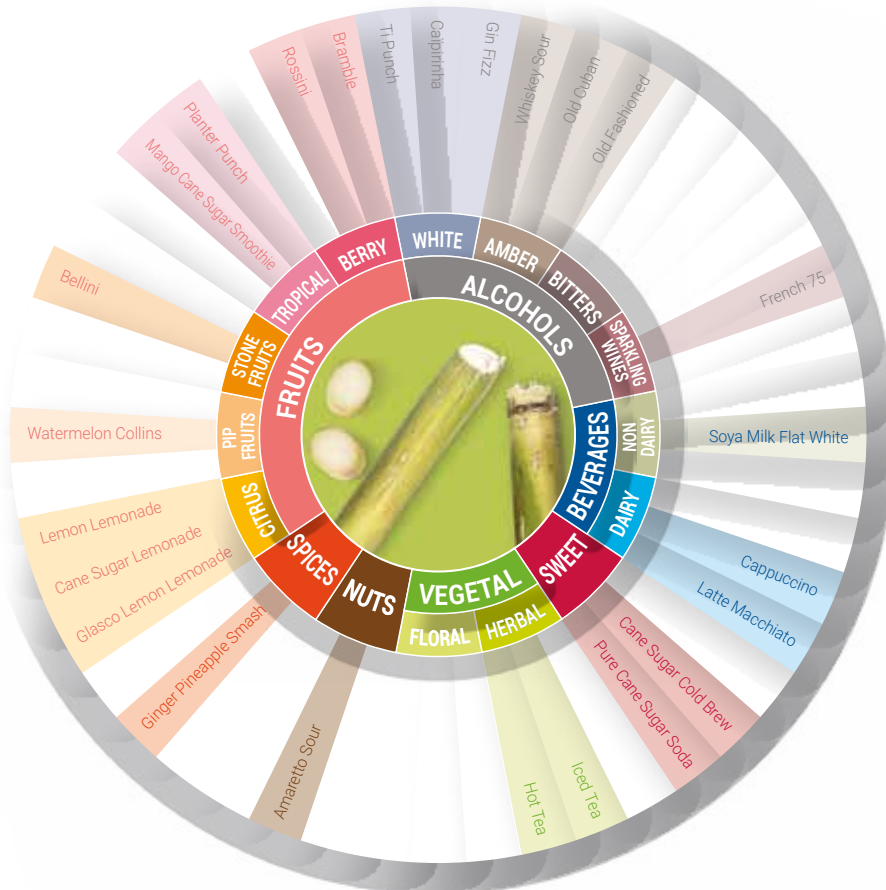 Rossini
Bramble
Ti Punch
Caïpirinha
Gin Fizz
Whiskey Sour
Old Cuban
Old Fashioned
French 75
Soya Milk Flat White
Cappuccino
Latte Macchiato
Cane Sugar Cold Brew
Pure Cane Sugar Soda
Iced Tea
Hot Tea
Amaretto Sour
Ginger Pineapple Smash
Glasco Lemon Lemonade
Cane Sugar Lemonade
Lemon Lemonade
Watermelon Collins
Bellini
Mango Cane Sugar Smoothie
Planter Punch
BERRY
WHITE
AMBER
BITTERS
SPARKLING
WINES
NON
DAIRY
DAIRY
SWEET
HERBAL
FLORAL
NUTS
SPICES
CITRUS
PIP
FRUITS
STONE
FRUITS
TROPICAL
FRUITS
ALCOHOLS
BEVERAGES
VEGETAL